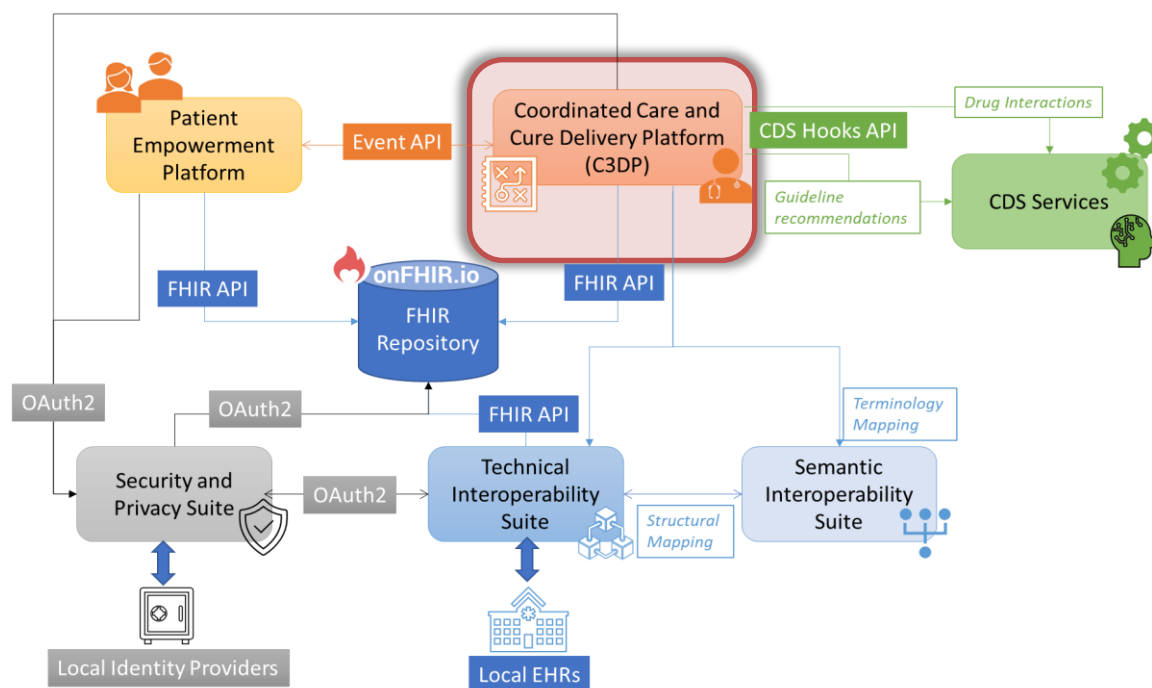 Patient
Empowerment
Platform
Event API
Coordinated Care and
Cure Delivery Platform
(C3DP)
CDS Hooks API
Drug Interactions
Guideline
recommendations
CDS Services
FHIR API
onFHIR.io
FHIR
Repository
FHIR API
OAuth2
OAuth2
FHIR API
Terminology
Mapping
Security and
Privacy Suite
OAuth2
Technical
Interoperability
Suite
Structural
Mapping
Semantic
Interoperability
Suite
Local Identity Providers
Local EHRs